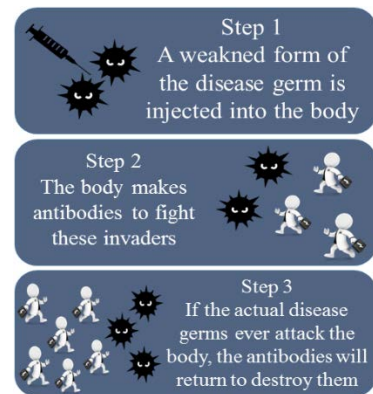 Step 1
A weakned form of
the disease germ is
injected into the body
Step 2
The body makes
antibodies to fight
these invaders
Step 3
If the actual disease
germs ever attack the
body, the antibodies will
return to destroy them